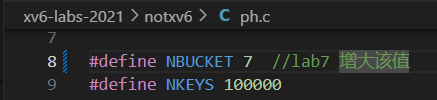 xv6-labs-2021 > notxv6 > C ph.c
7
8 #define NBUCKET 7 //lab7 增大该值
9 #define NKEYS 100000